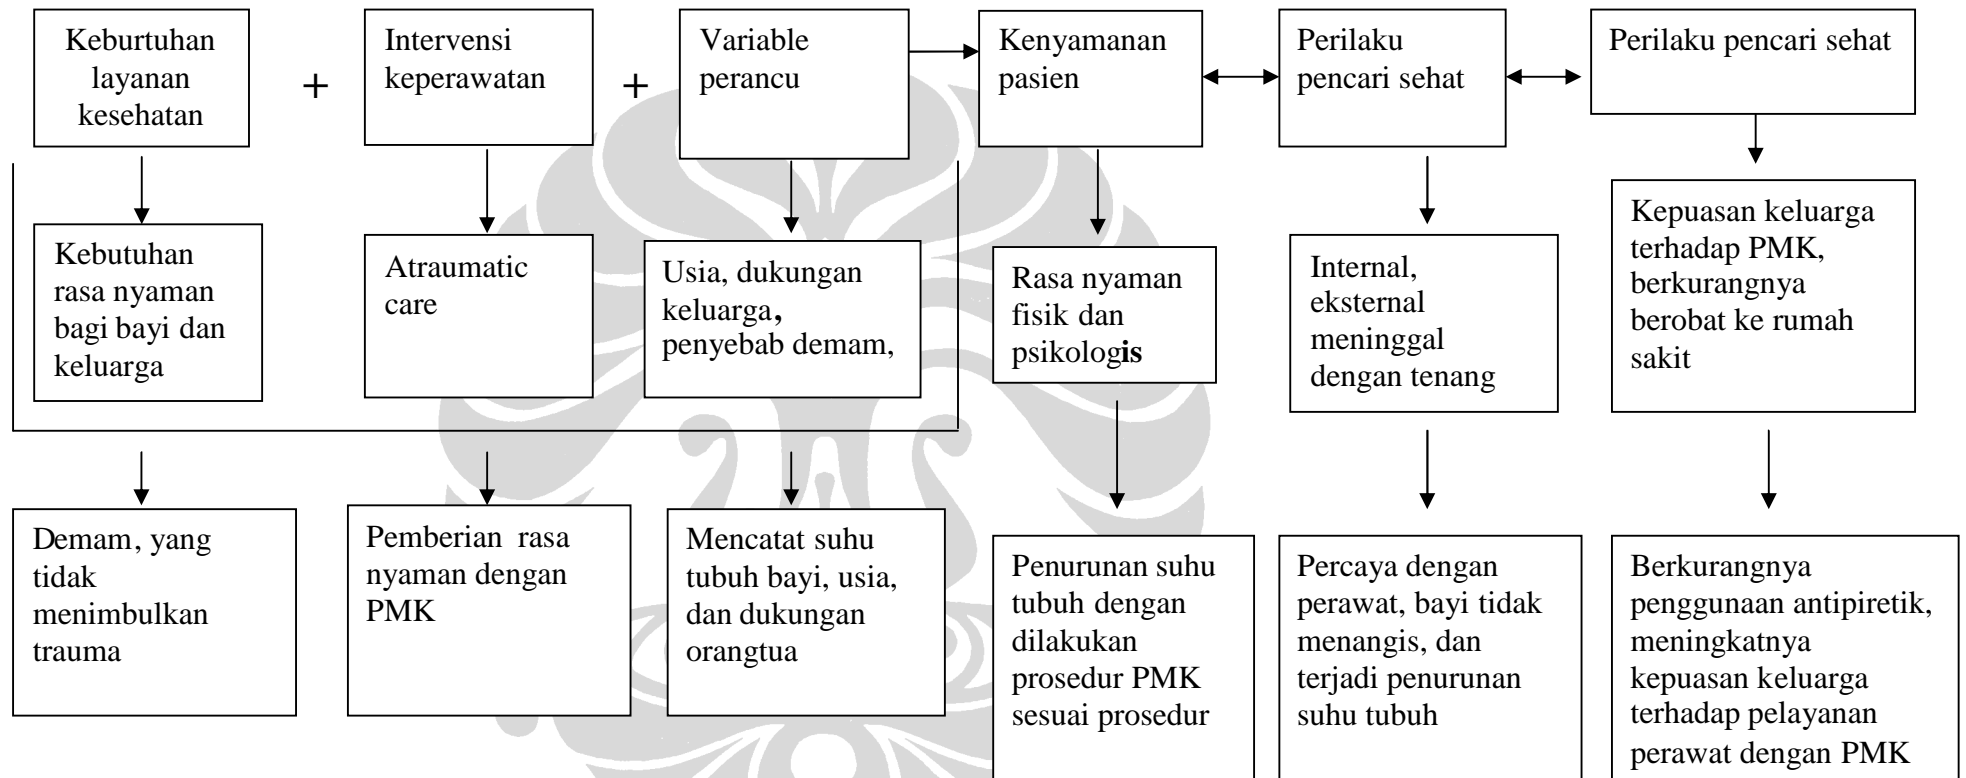 Keburtuhan
layanan
kesehatan
+
Intervensi
keperawatan
+
Variable
perancu
Kenyamanan
pasien
Perilaku
pencari sehat
Perilaku pencari sehat
Kebutuhan
rasa nyaman
bagi bayi dan
keluarga
Atraumatic
care
Usia, dukungan
keluarga,
penyebab demam,
Rasa nyaman
fisik dan
psikologis
Internal,
eksternal
meninggal
dengan tenang
Kepuasan keluarga
terhadap PMK,
berkurangnya
berobat ke rumah
sakit
Demam, yang
tidak
menimbulkan
trauma
Pemberian rasa
nyaman dengan
PMK
Mencatat suhu
tubuh bayi, usia,
dan dukungan
orangtua
Penurunan suhu
tubuh dengan
dilakukan
prosedur PMK
sesuai prosedur
Percaya dengan
perawat, bayi tidak
menangis, dan
terjadi penurunan
suhu tubuh
Berkurangnya
penggunaan antipiretik,
meningkatnya
kepuasan keluarga
terhadap pelayanan
perawat dengan PMK